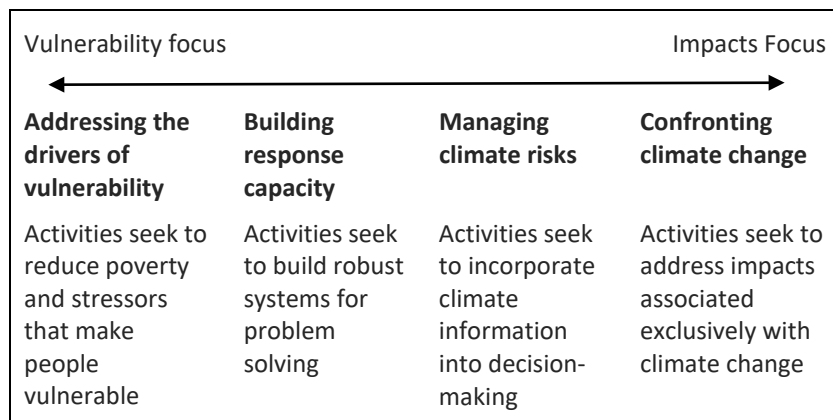 Vulnerability focus Impacts Focus
Addressing the drivers of vulnerability
Building response capacity
Managing climate risks
Confronting climate change
Activities seek to
reduce poverty
and stressors
that make
people
vulnerable
Activities seek
to build robust
systems for
problem
solving
Activities seek
to incorporate
climate
information
into decision-
making
Activities seek to
address impacts
associated
exclusively with
climate change